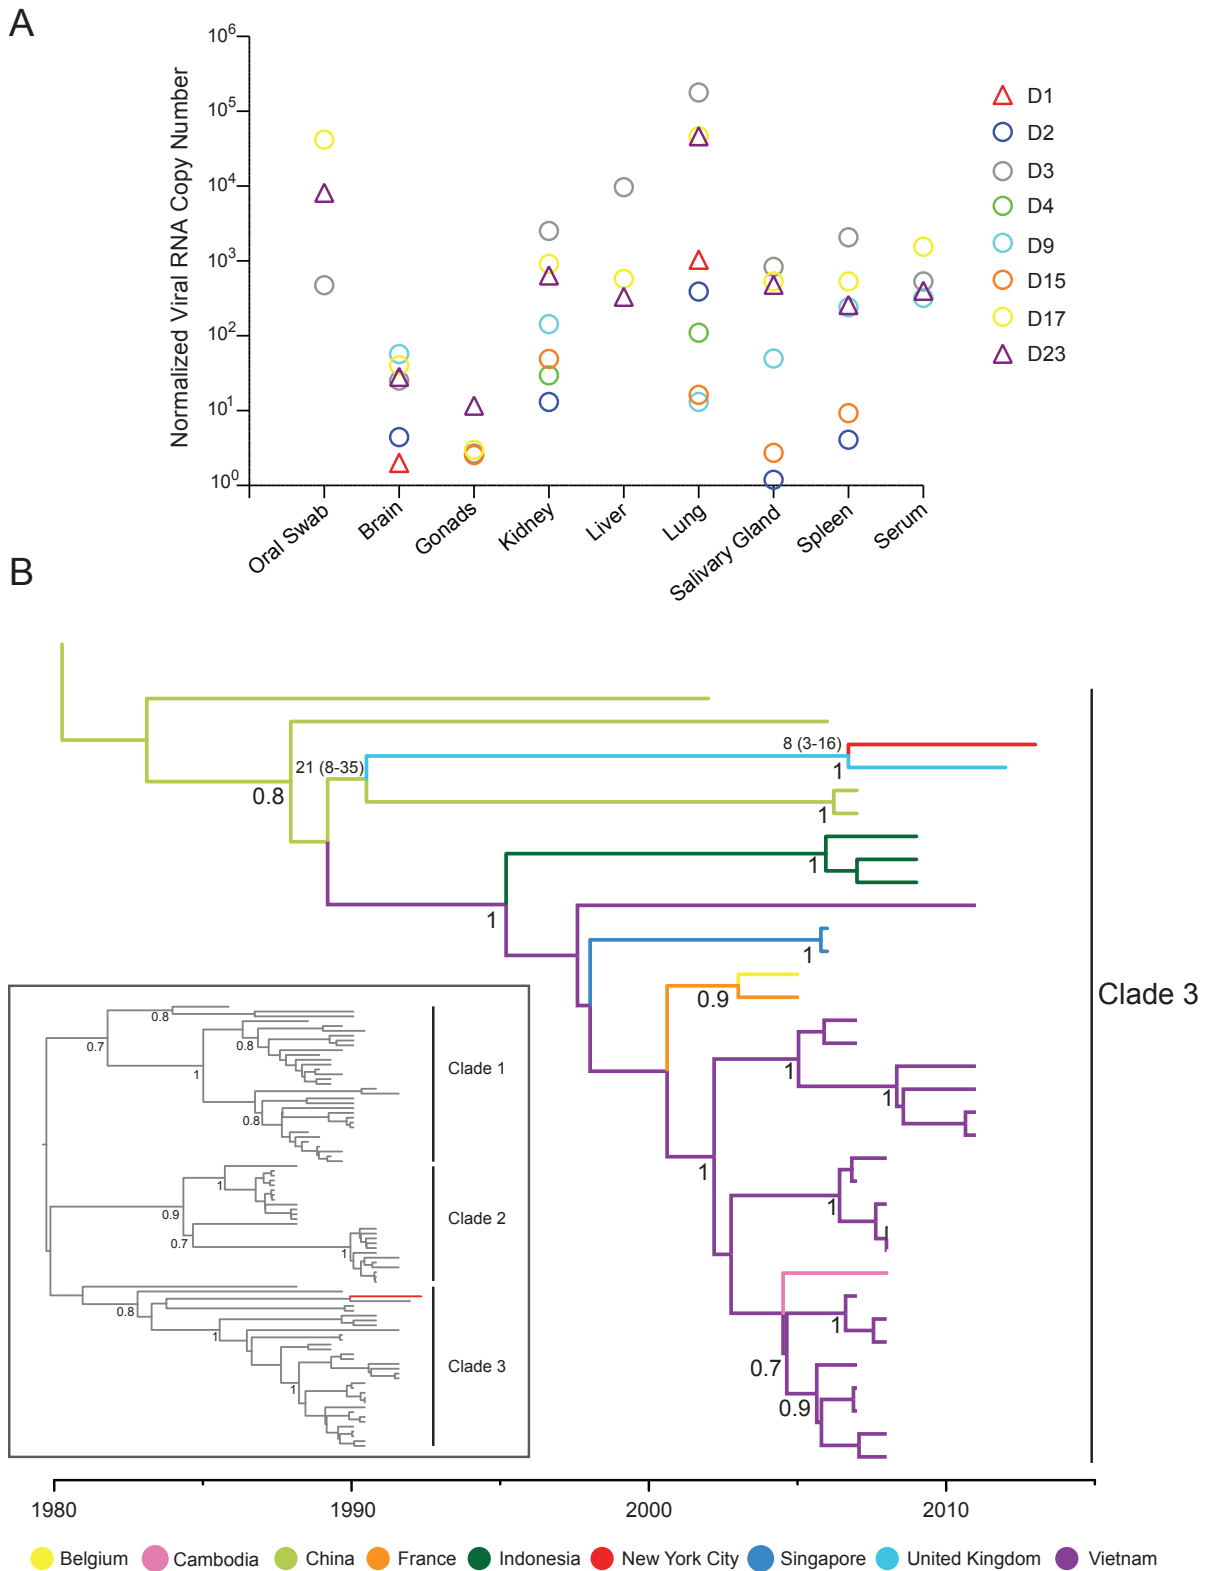 A
Normalized Viral RNA Copy Number
10^6
10^5
10^4
10^3
10^2
10^1
10^0
Oral Swab
Brain
Gonads
Kidney
Liver
Lung
Salivary Gland
Spleen
Serum
D1
D2
D3
D4
D9
D15
D17
D23
B
8 (3-16)
21 (8-35)
1
0.8
1
1
1
1
0.9
1
1
1
1
1
0.7
0.9
Clade 3
0.8
0.7
0.8
1
0.8
Clade 1
1
0.9
0.7
1
Clade 2
0.8
1
1
Clade 3
1980
1990
2000
2010
Belgium
Cambodia
China
France
Indonesia
New York City
Singapore
United Kingdom
Vietnam